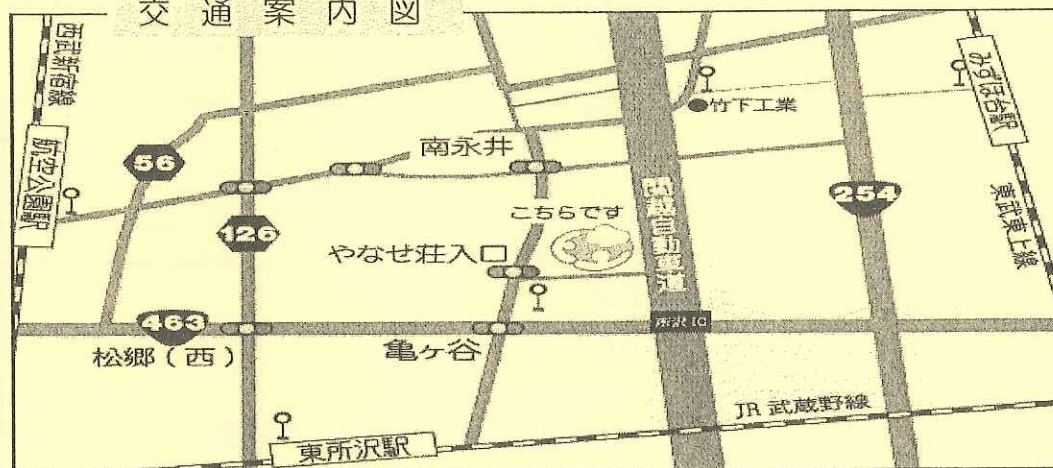 交通案内図
西武新宿線
航空公園駅
56
126
463
松郷（西）
南永井
こちらです
やなせ荘入口
亀ヶ谷
東所沢駅
関越自動車道
所沢IC
竹下工業
254
みずほ台駅
東武東上線
JR 武蔵野線